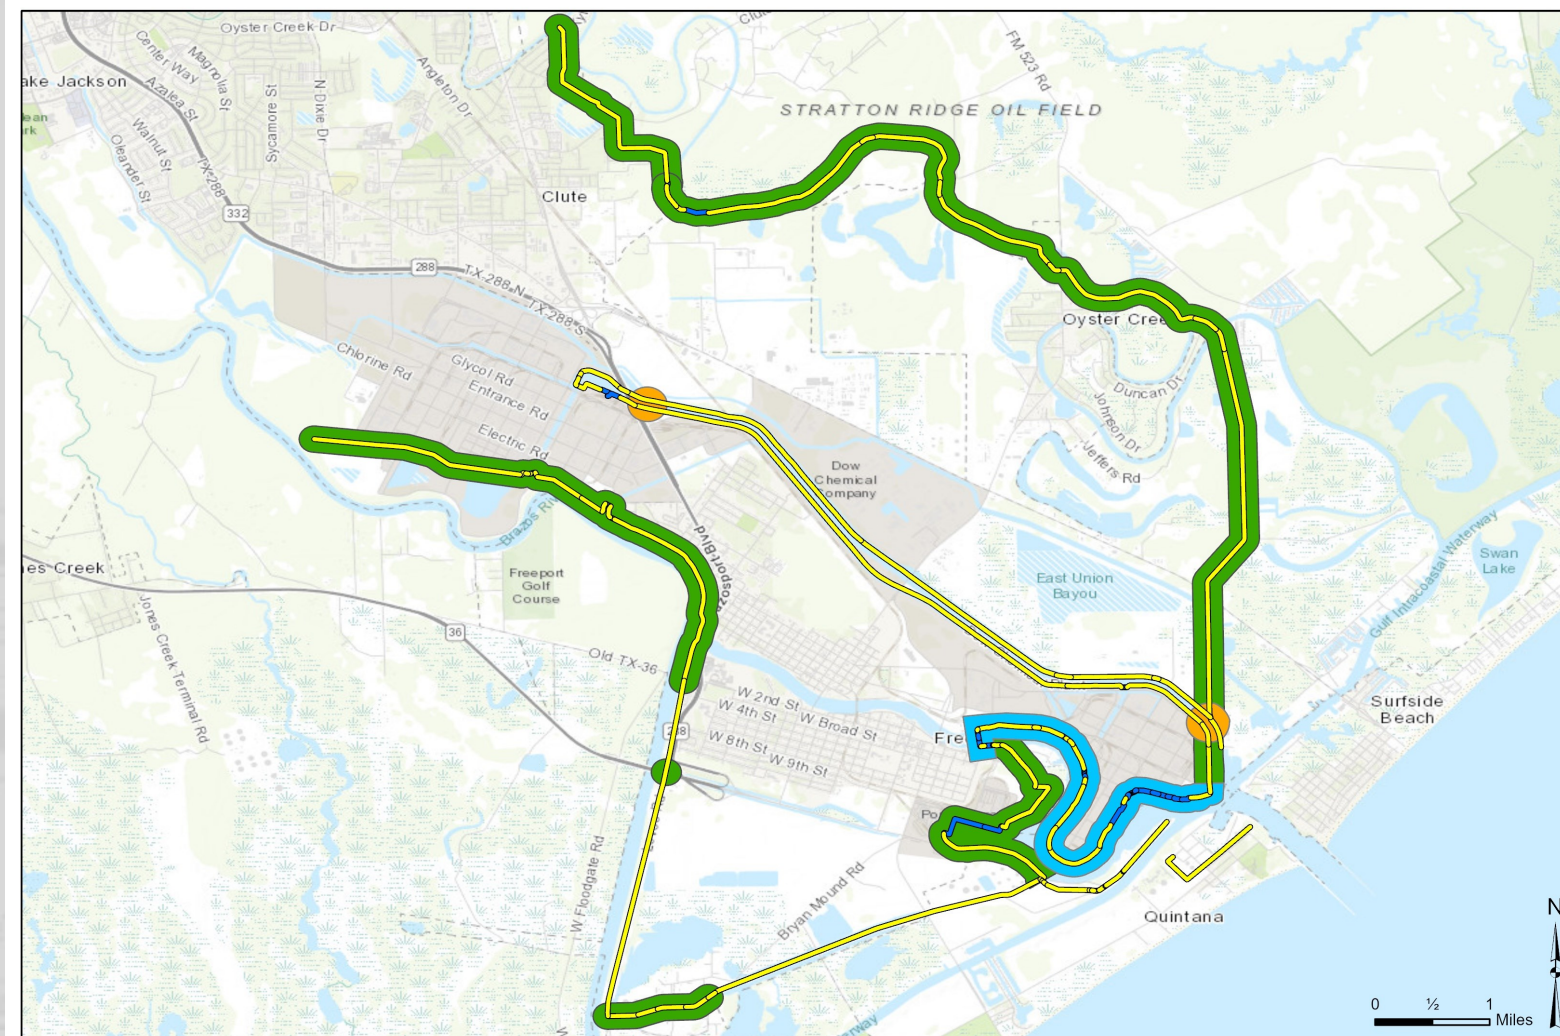 Oyster Creek Dr
Center Way
Magnolia St
Azalea St
Angleton Dr
FM 523 Rd
ake Jackson
N Dixie Dr
Sycamore St
STRATTON RIDGE OIL FIELD
Walnut St
Oleander St
TX-288
Clute
332
288
TX-288 N
TX-288 S
Oyster Cree
Chlorine Rd
Glycol Rd
Entrance Rd
Duncan Dr
Johnson Dr
Electric Rd
Jeffers Rd
Dow
Chemical
Company
Brazos Riv
Gulf Intracoastal Waterway
Swan
Lake
nes Creek
Freeport
Golf
Course
azosport Blvd
East Union
Bayou
Jones Creek Terminal Rd
36
Old TX-36
W 2nd St
W 4th St
W Broad St
W 8th St
W 9th St
Fre
Surfside
Beach
Po
W Floodgate Rd
Bryan Mound Rd
Quintana
N
0 ½ 1
Miles
erway